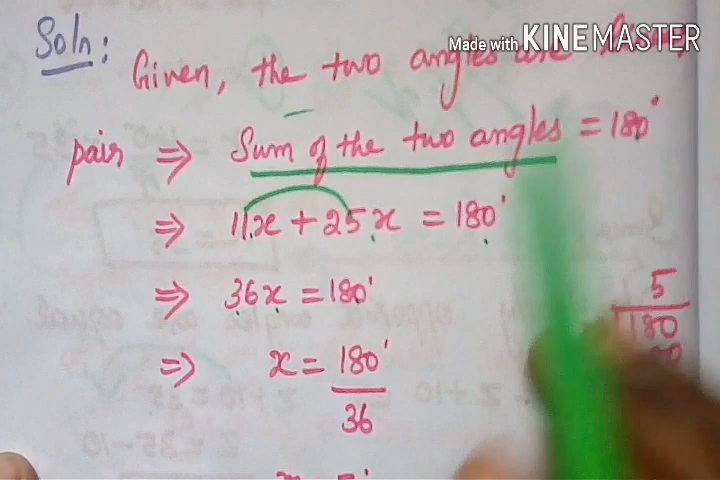 Soln:
Made with KINEMASTER
Given, the two angles are
pair ⇒ Sum of the two angles = 180°
⇒ 11x + 25x = 180°
⇒ 36x = 180°
5
180
⇒ x = 180°
36